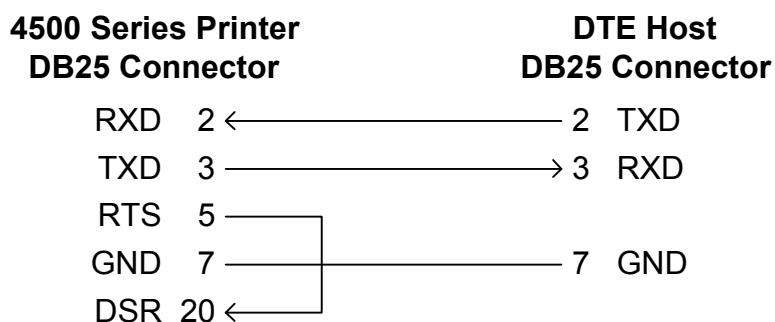 4500 Series Printer DTE Host
DB25 Connector DB25 Connector
RXD 2 2 TXD
TXD 3 3 RXD
RTS 5
GND 7 7 GND
DSR 20